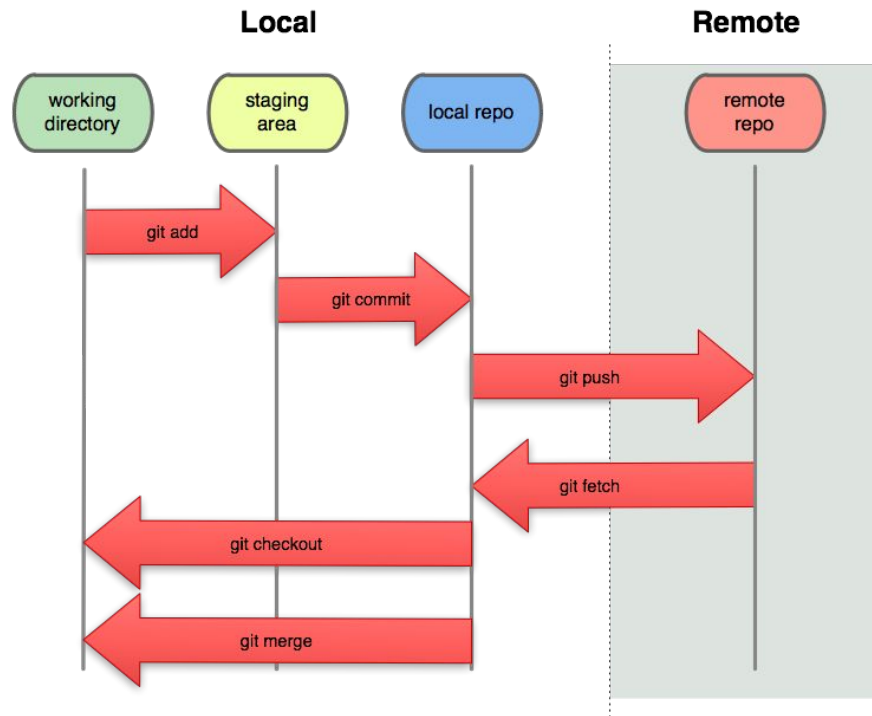 Local
Remote
working
directory
staging
area
local repo
remote
repo
git add
git commit
git push
git fetch
git checkout
git merge